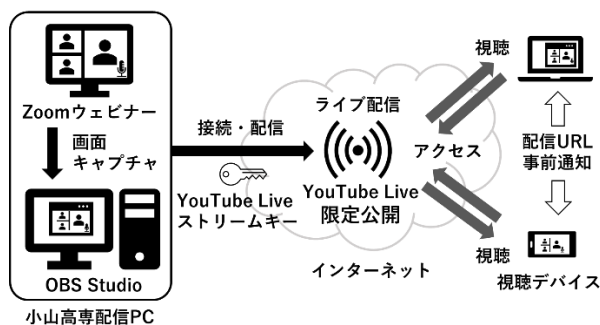 Zoomウェビナー
画面
キャプチャ
OBS Studio
小山高専配信PC
接続・配信
YouTube Live
ストリームキー
ライブ配信
YouTube Live
限定公開
インターネット
視聴
アクセス
視聴
配信URL
事前通知
視聴デバイス